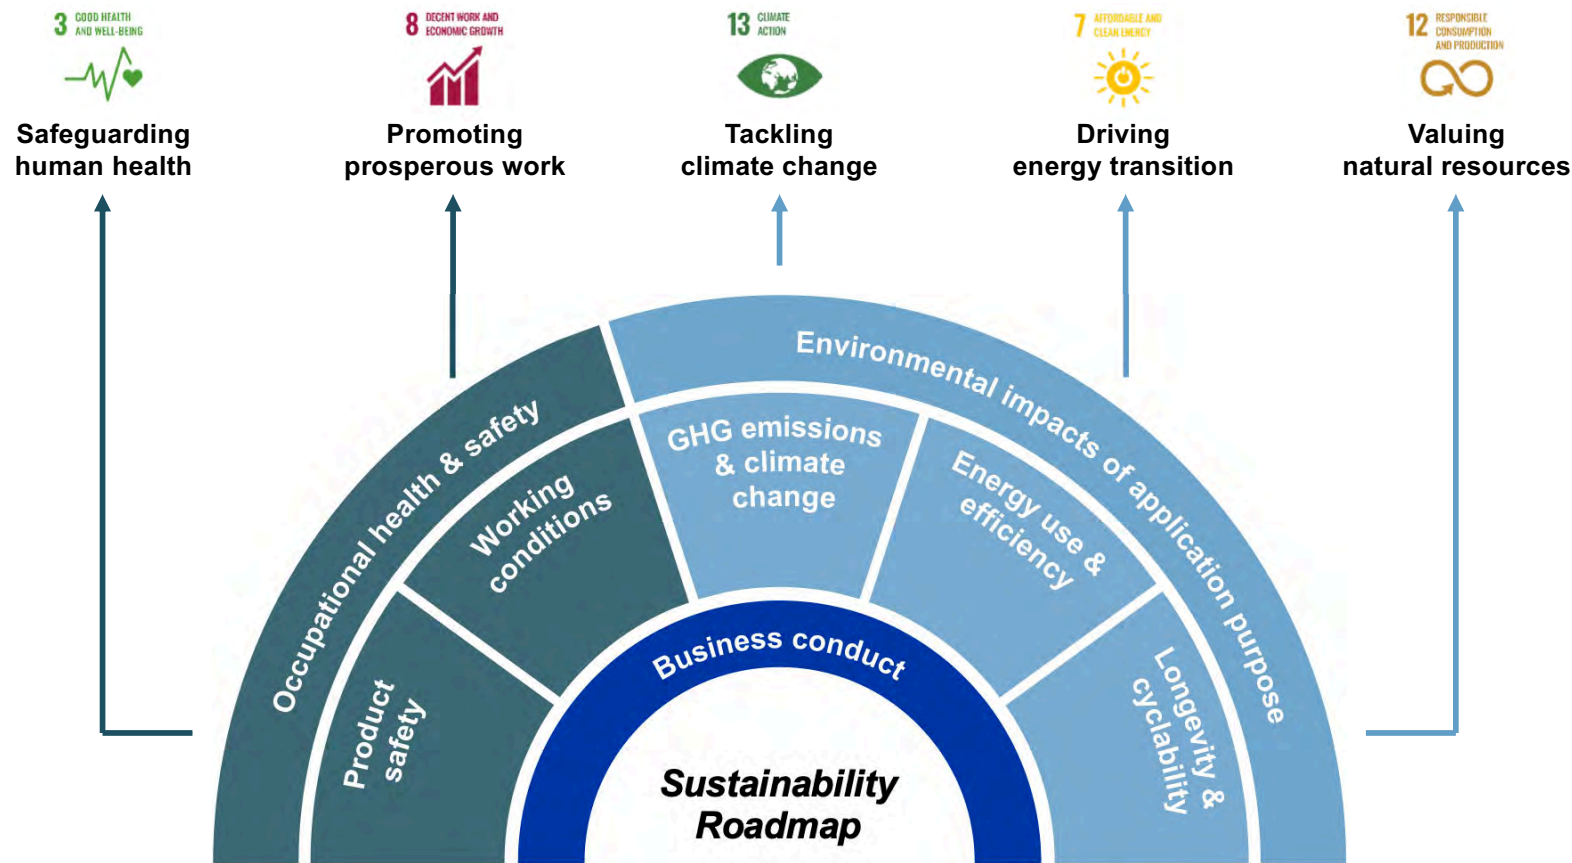 3 GOOD HEALTH
AND WELL-BEING
Safeguarding
human health
8 DECENT WORK AND
ECONOMIC GROWTH
Promoting
prosperous work
13 CLIMATE
ACTION
Tackling
climate change
7 AFFORDABLE AND
CLEAN ENERGY
Driving
energy transition
12 RESPONSIBLE
CONSUMPTION
AND PRODUCTION
Valuing
natural resources
Occupational health & safety
Environmental impacts of application purpose
Product
safety
Working
conditions
GHG emissions
& climate
change
Energy use &
efficiency
Longevity &
cyclability
Business conduct
Sustainability
Roadmap